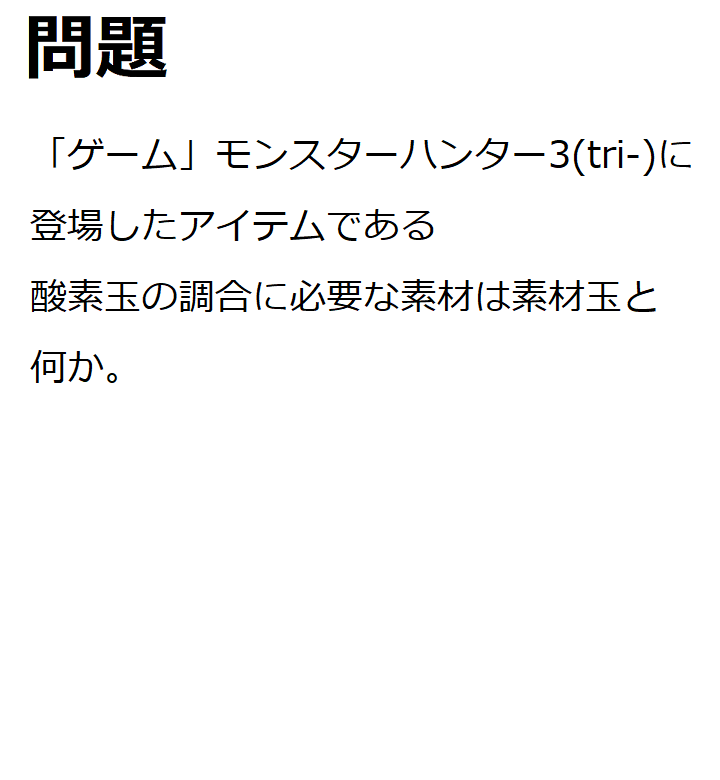 問題
「ゲーム」モンスターハンター3(tri-)に
登場したアイテムである
酸素玉の調合に必要な素材は素材玉と
何か。